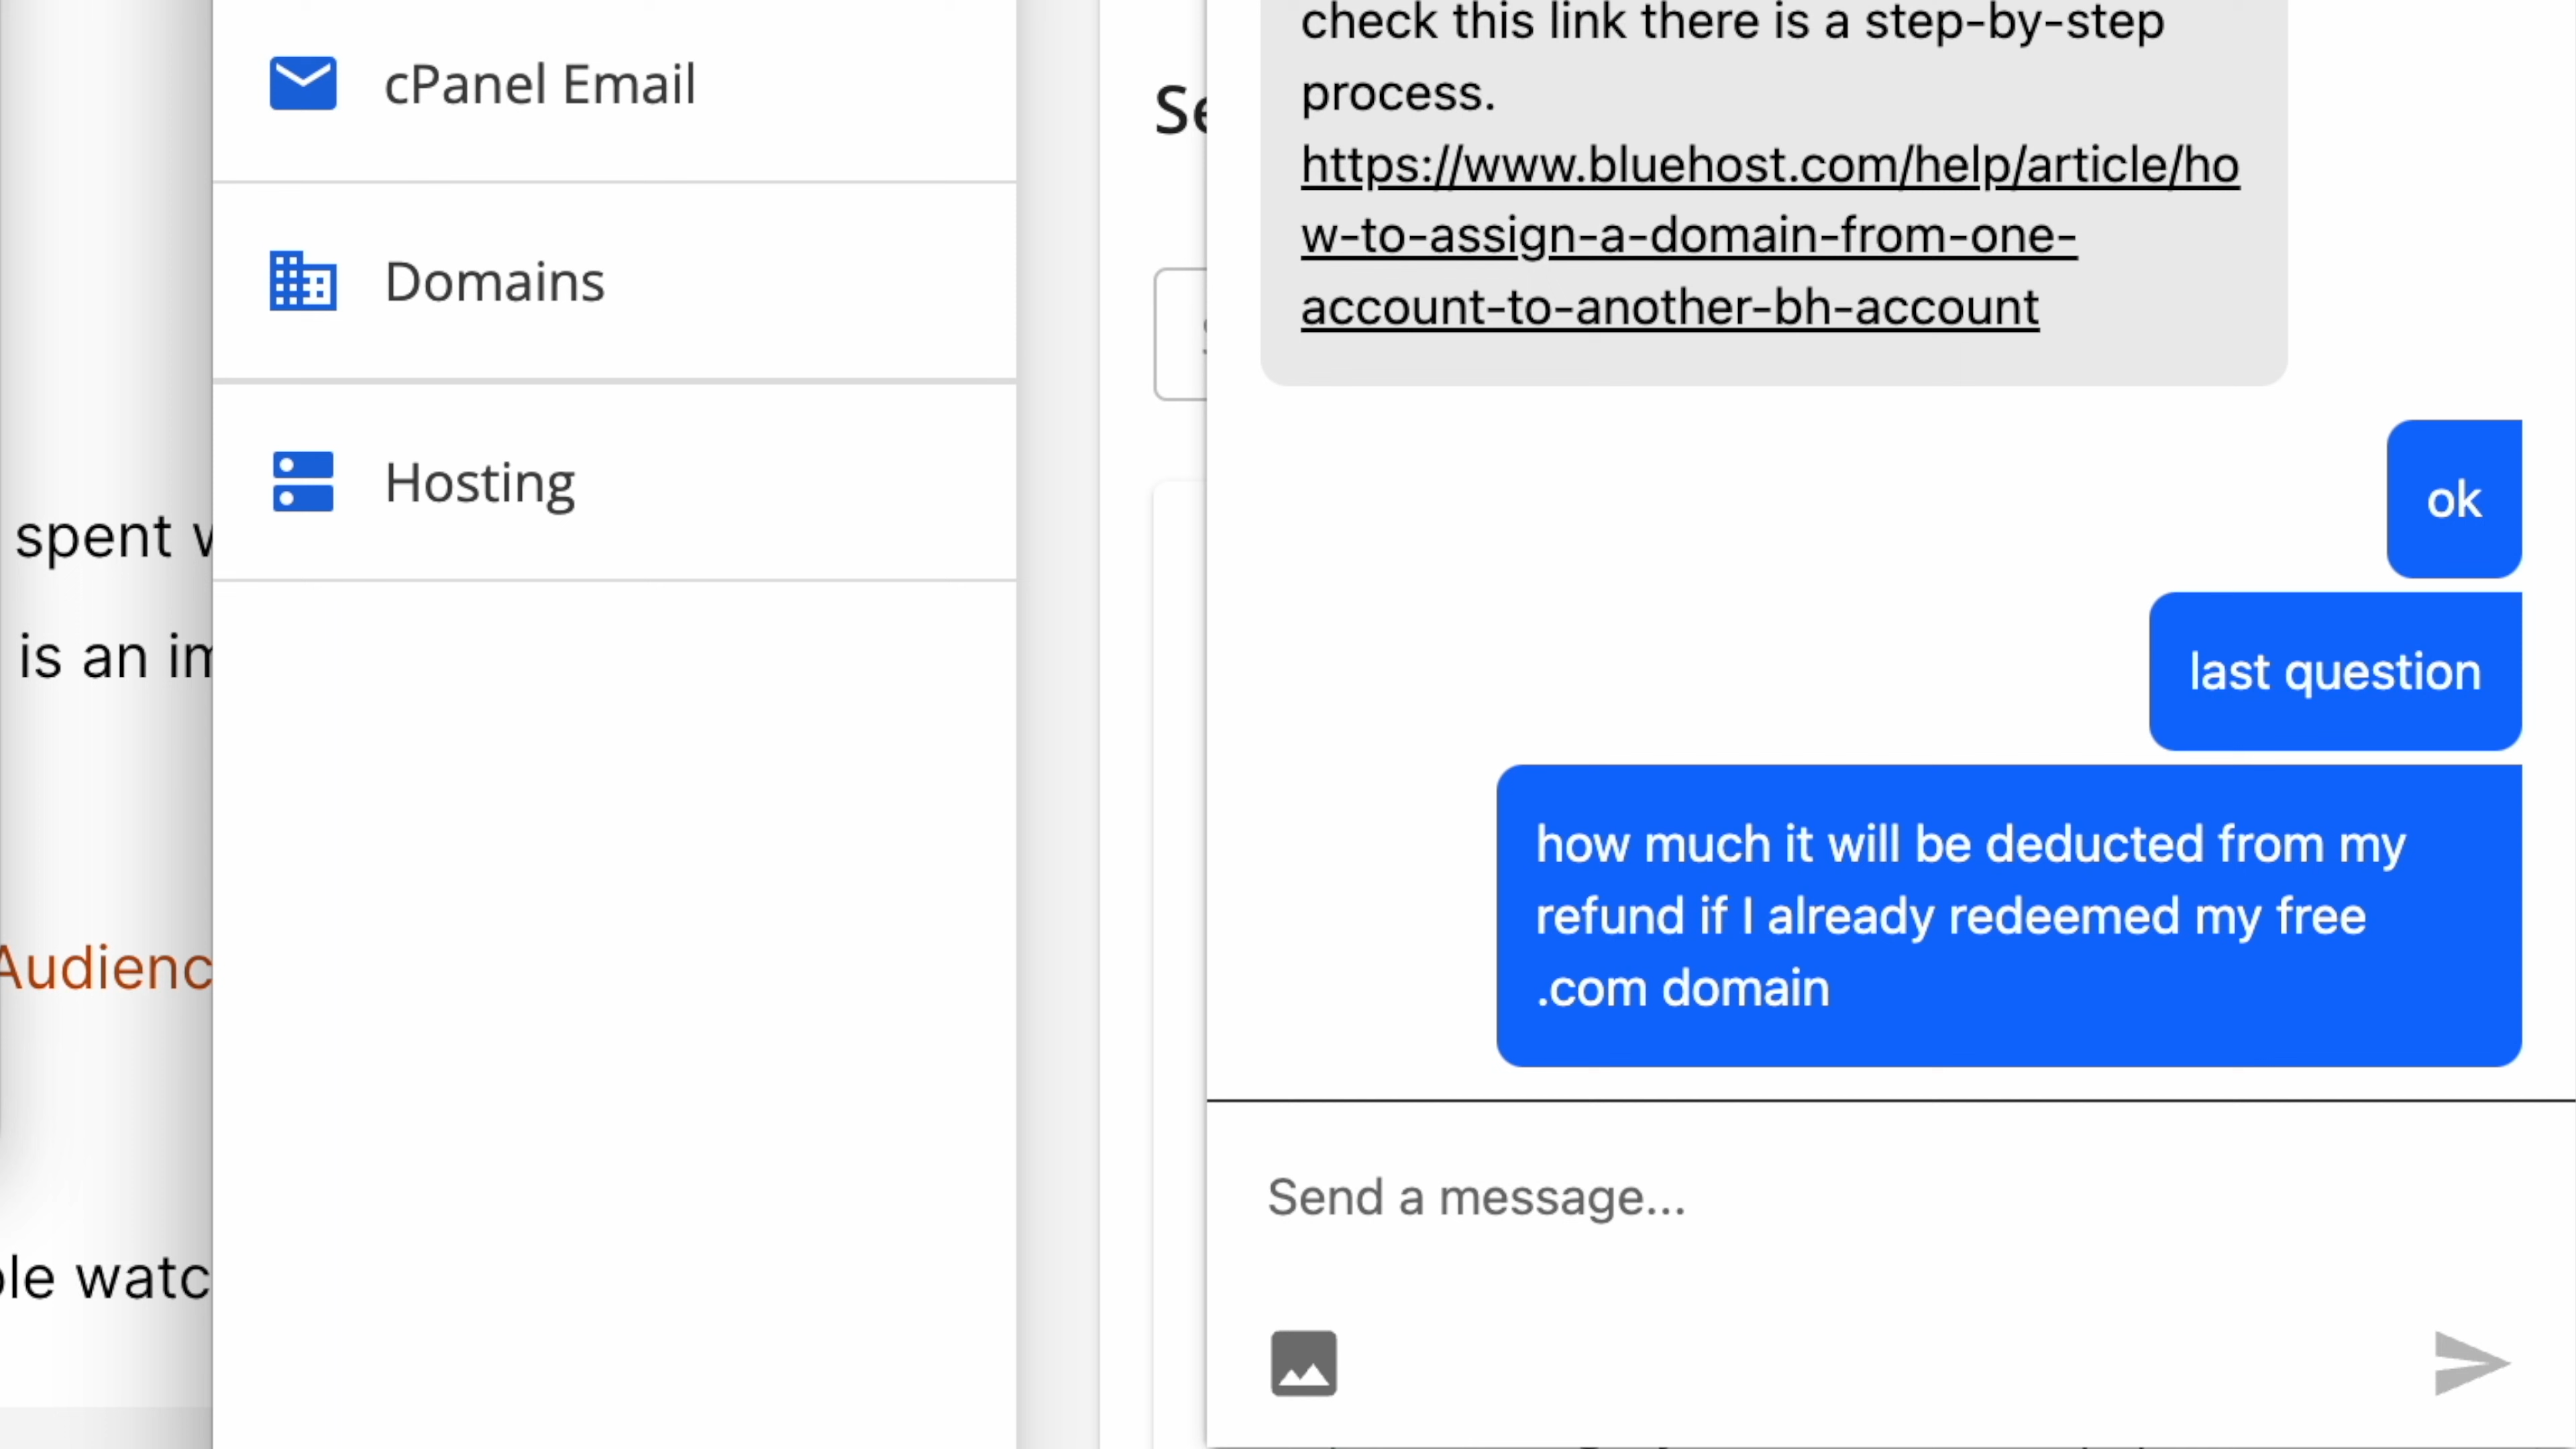 cPanel Email
Domains
Hosting
spent
is an
Audienc
watc
check this link there is a step-by-step
process.
https://www.bluehost.com/help/article/ho
w-to-assign-a-domain-from-one-
account-to-another-bh-account
ok
last question
how much it will be deducted from my
refund if I already redeemed my free
.com domain
Send a message...